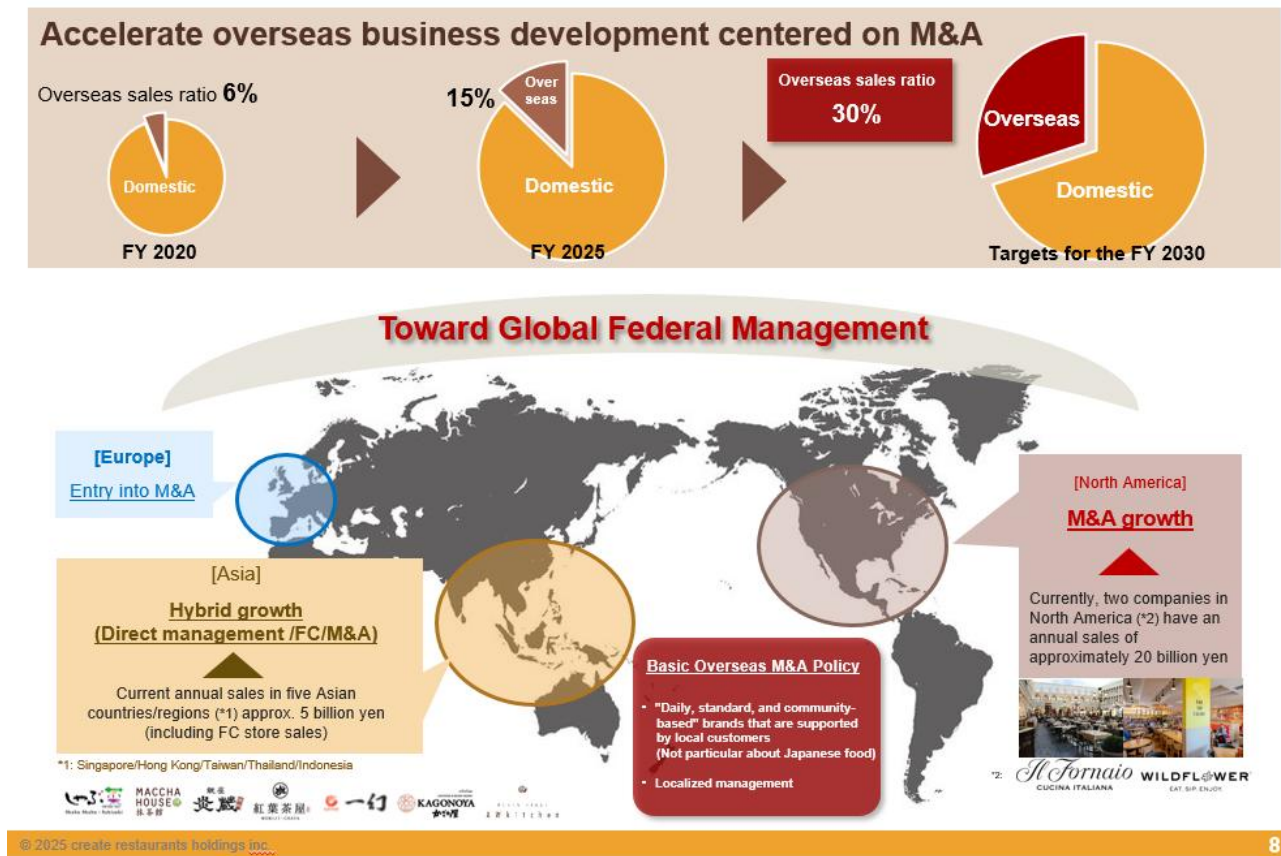 Accelerate overseas business development centered on M&A
Overseas sales ratio 6%
Domestic
FY 2020
15%
Over
seas
Domestic
FY 2025
Overseas sales ratio
30%
Overseas
Domestic
Targets for the FY 2030
Toward Global Federal Management
[Europe]
Entry into M&A
[Asia]
Hybrid growth
(Direct management /FC/M&A)
Current annual sales in five Asian
countries/regions (*1) approx. 5 billion yen
(including FC store sales)
*1: Singapore/Hong Kong/Taiwan/Thailand/Indonesia
MACCHA
HOUSE
抹茶館
紅葉茶屋
一幻
KAGONOYA
Basic Overseas M&A Policy
• "Daily, standard, and community-
based" brands that are supported
by local customers
(Not particular about Japanese food)
• Localized management
[North America]
M&A growth
Currently, two companies in
North America (*2) have an
annual sales of
approximately 20 billion yen
*2:
Il Fornaio
CUCINA ITALIANA
WILDFLOWER
EAT. SIP. ENJOY.
© 2025 create restaurants holdings inc.
8